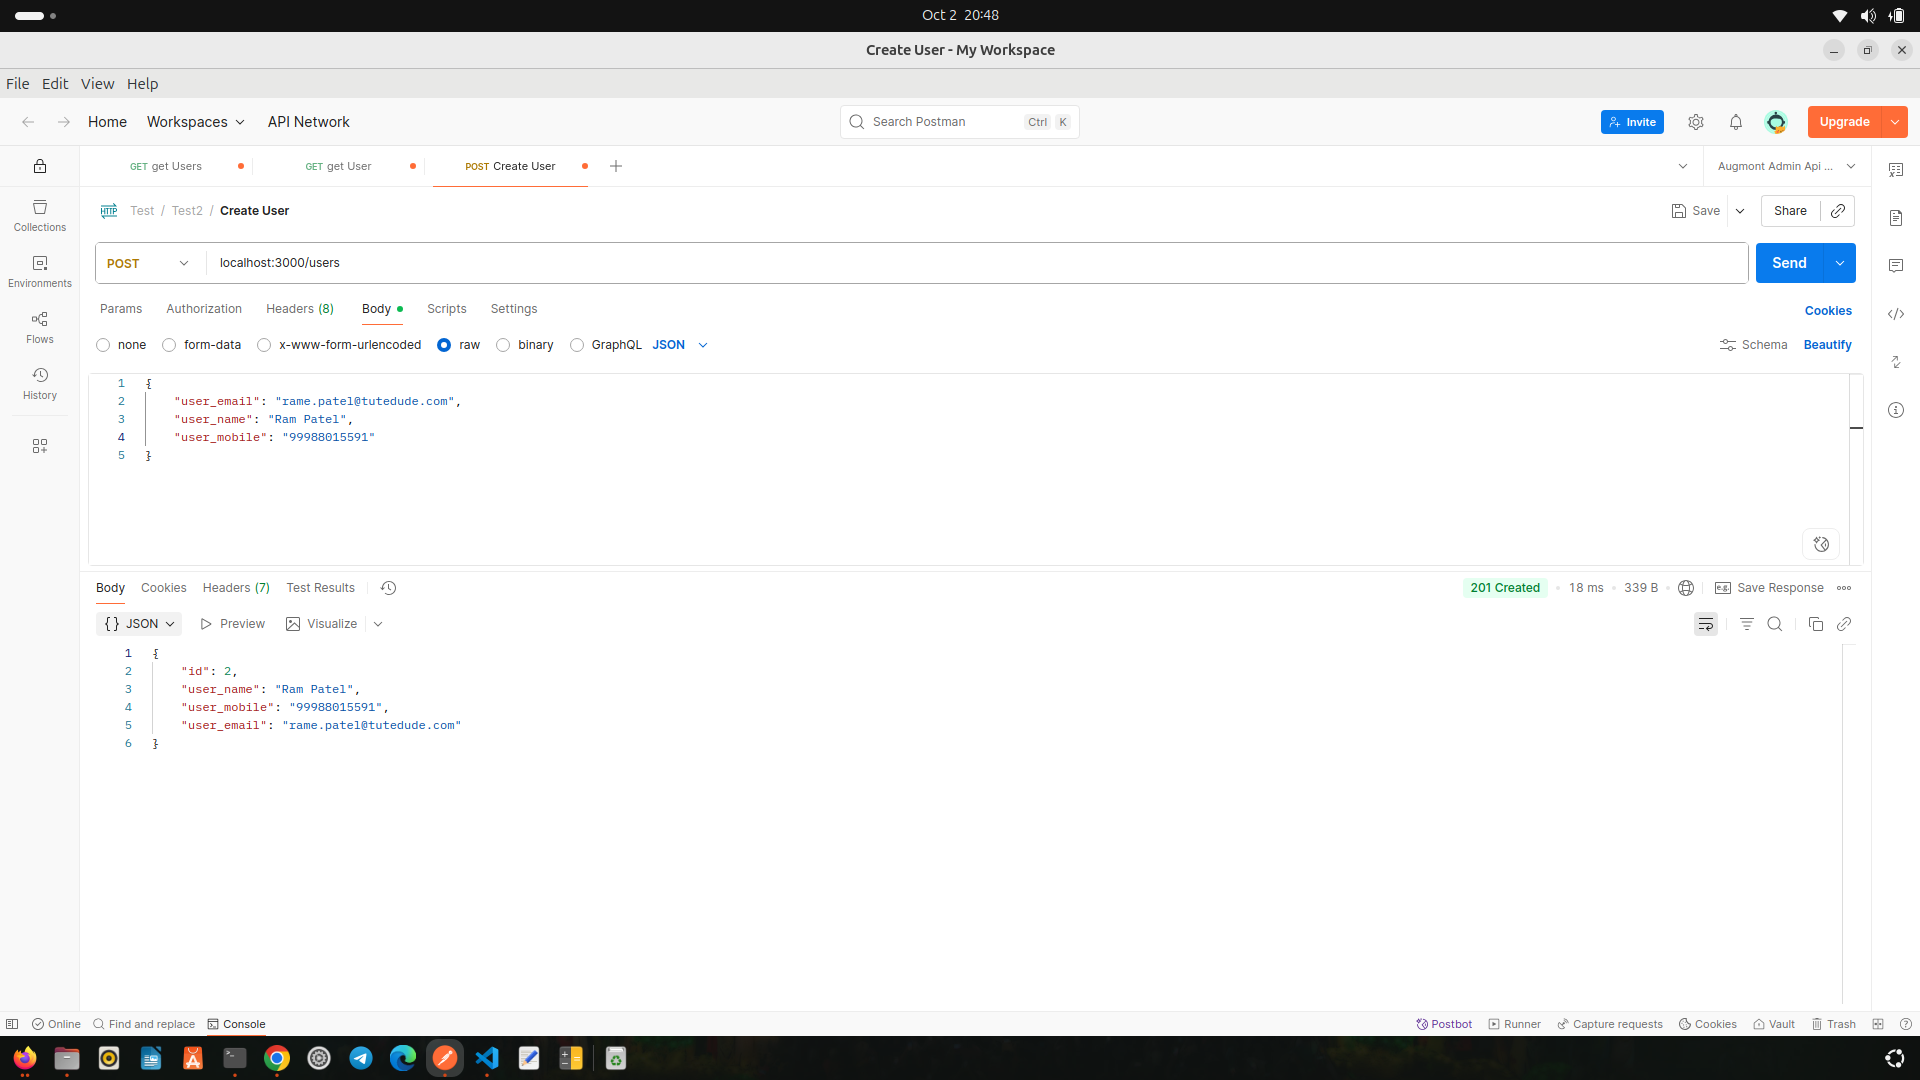 Oct 2 20:48
Create User - My Workspace
File Edit View Help
Home Workspaces API Network Search Postman Ctrl K Invite Upgrade
GET get Users GET get User POST Create User Augmont Admin Api ...
HTTP Test / Test2 / Create User Save Share
POST localhost:3000/users Send
Params Authorization Headers (8) Body Scripts Settings Cookies
none form-data x-www-form-urlencoded raw binary GraphQL JSON Schema Beautify
Collections
Environments
Flows
History
1 {
2 "user_email": "rame.patel@tutedude.com",
3 "user_name": "Ram Patel",
4 "user_mobile": "99988015591"
5 }
Body Cookies Headers (7) Test Results 201 Created 18 ms 339 B e.g. Save Response
{ } JSON Preview Visualize
1 {
2 "id": 2,
3 "user_name": "Ram Patel",
4 "user_mobile": "99988015591",
5 "user_email": "rame.patel@tutedude.com"
6 }
Online Find and replace Console Postbot Runner Capture requests Cookies Vault Trash